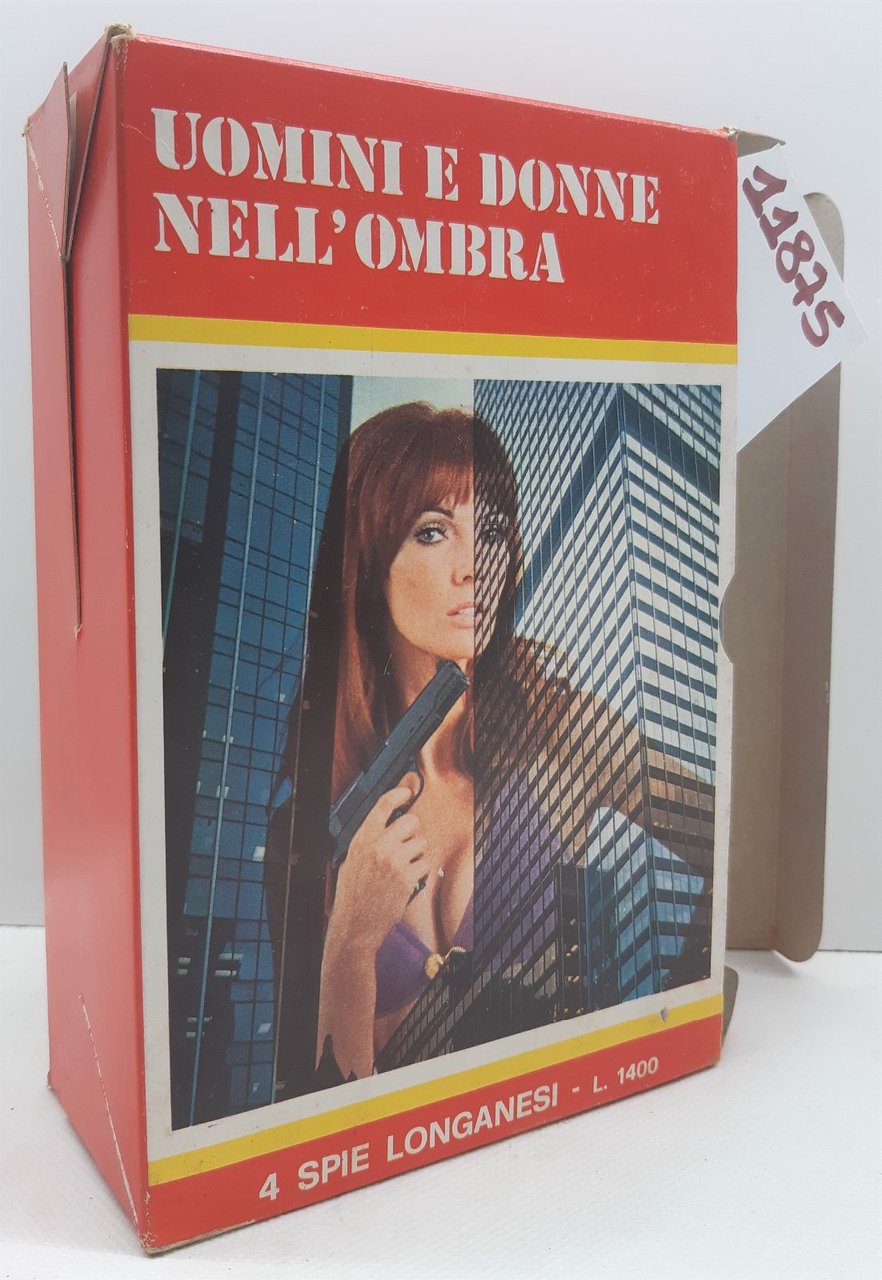 UOMINI E DONNE
NELL'OMBRA
11875
4 SPIE LONGANESI - L. 1400